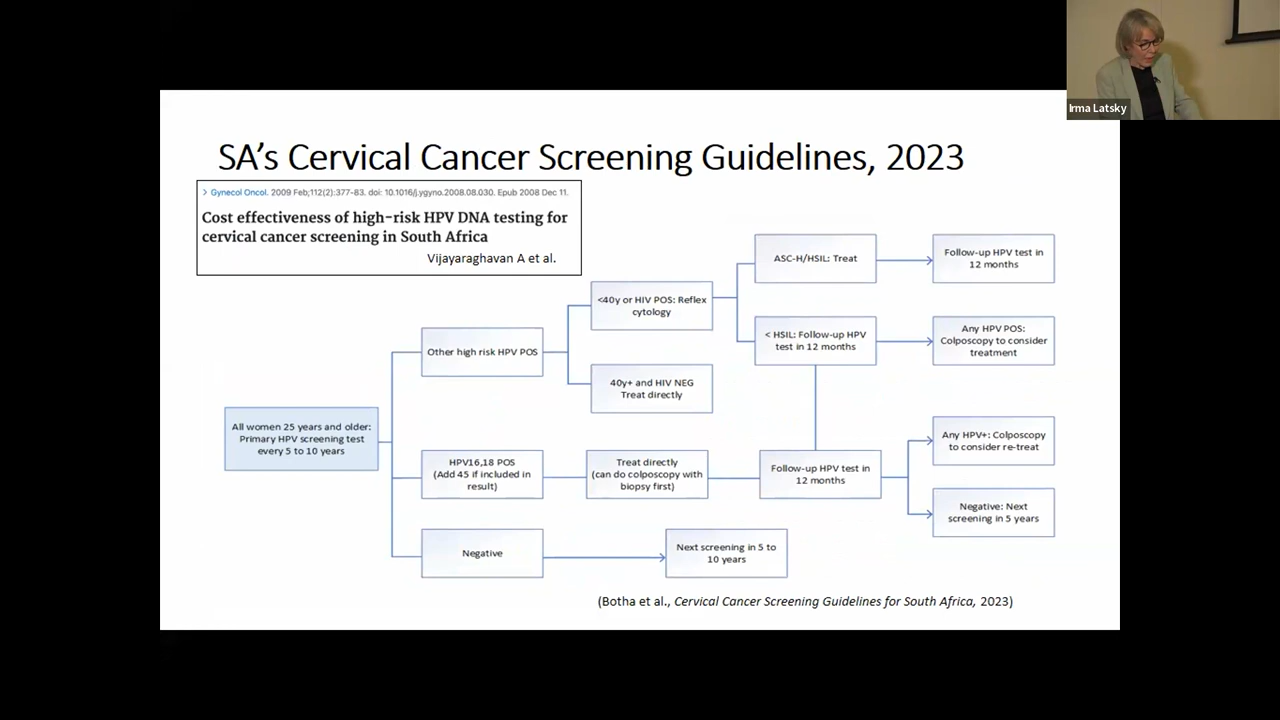 Irma Latsky
SA's Cervical Cancer Screening Guidelines, 2023
> Gynecol Oncol. 2009 Feb;112(2):377-83. doi: 10.1016/j.ygyno.2008.08.030. Epub 2008 Dec 11.
Cost effectiveness of high-risk HPV DNA testing for
cervical cancer screening in South Africa
Vijayaraghavan A et al.
All women 25 years and older:
Primary HPV screening test
every 5 to 10 years
Other high risk HPV POS
<40y or HIV POS: Reflex
cytology
ASC-H/HSIL: Treat
Follow-up HPV test in
12 months
< HSIL: Follow-up HPV
test in 12 months
Any HPV POS:
Colposcopy to consider
treatment
40y+ and HIV NEG
Treat directly
HPV16,18 POS
(Add 45 if included in
result)
Treat directly
(can do colposcopy with
biopsy first)
Follow-up HPV test in
12 months
Any HPV+: Colposcopy
to consider re-treat
Negative: Next
screening in 5 years
Negative
Next screening in 5 to
10 years
(Botha et al., Cervical Cancer Screening Guidelines for South Africa, 2023)